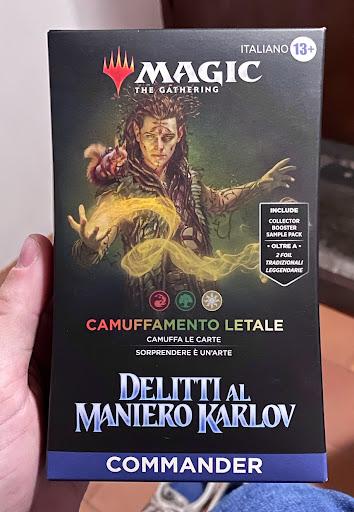 ITALIANO 13+
MAGIC
THE GATHERING
INCLUDE
COLLECTOR
BOOSTER
SAMPLE PACK
• OLTRE A •
2 FOIL
TRADIZIONALI
LEGGENDARIE
CAMUFFAMENTO LETALE
CAMUFFA LE CARTE
SORPRENDERE È UN'ARTE
DELITTI AL
MANIERO KARLOV
COMMANDER